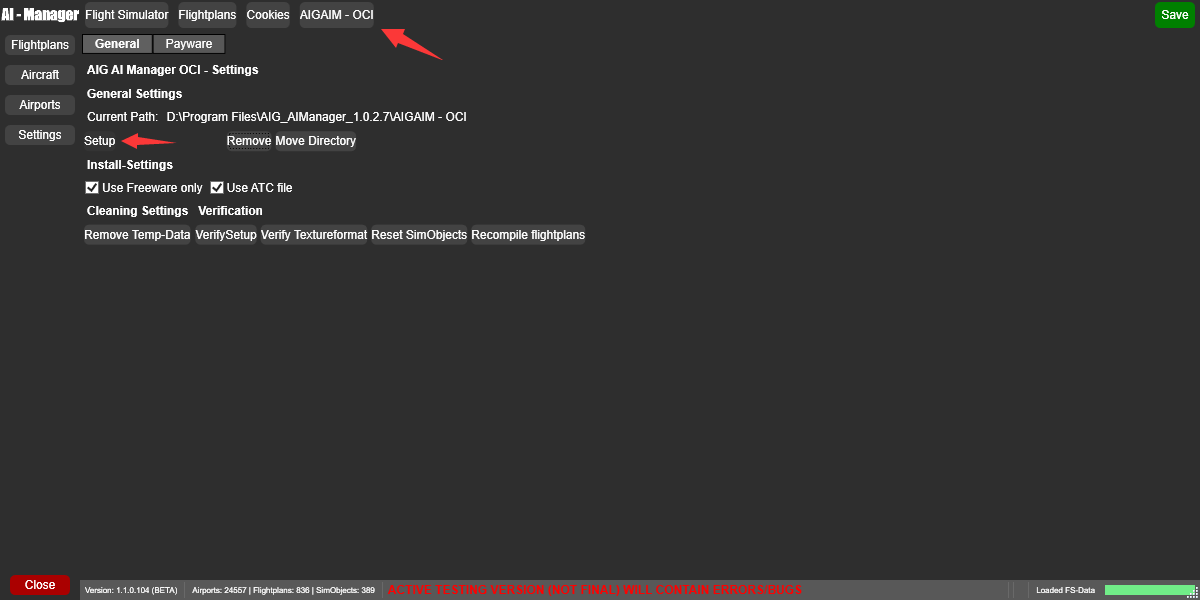 AI - Manager Flight Simulator Flightplans Cookies AIGAIM - OCI Save
Flightplans General Payware
Aircraft
Airports
Settings
AIG AI Manager OCI - Settings
General Settings
Current Path: D:\Program Files\AIG_AIManager_1.0.2.7\AIGAIM - OCI
Setup Remove Move Directory
Install-Settings
Use Freeware only Use ATC file
Cleaning Settings Verification
Remove Temp-Data VerifySetup Verify Textureformat Reset SimObjects Recompile flightplans
Close Version: 1.1.0.104 (BETA) Airports: 24557 | Flightplans: 836 | SimObjects: 389 ACTIVE TESTING VERSION (NOT FINAL) WILL CONTAIN ERRORS/BUGS Loaded FS-Data